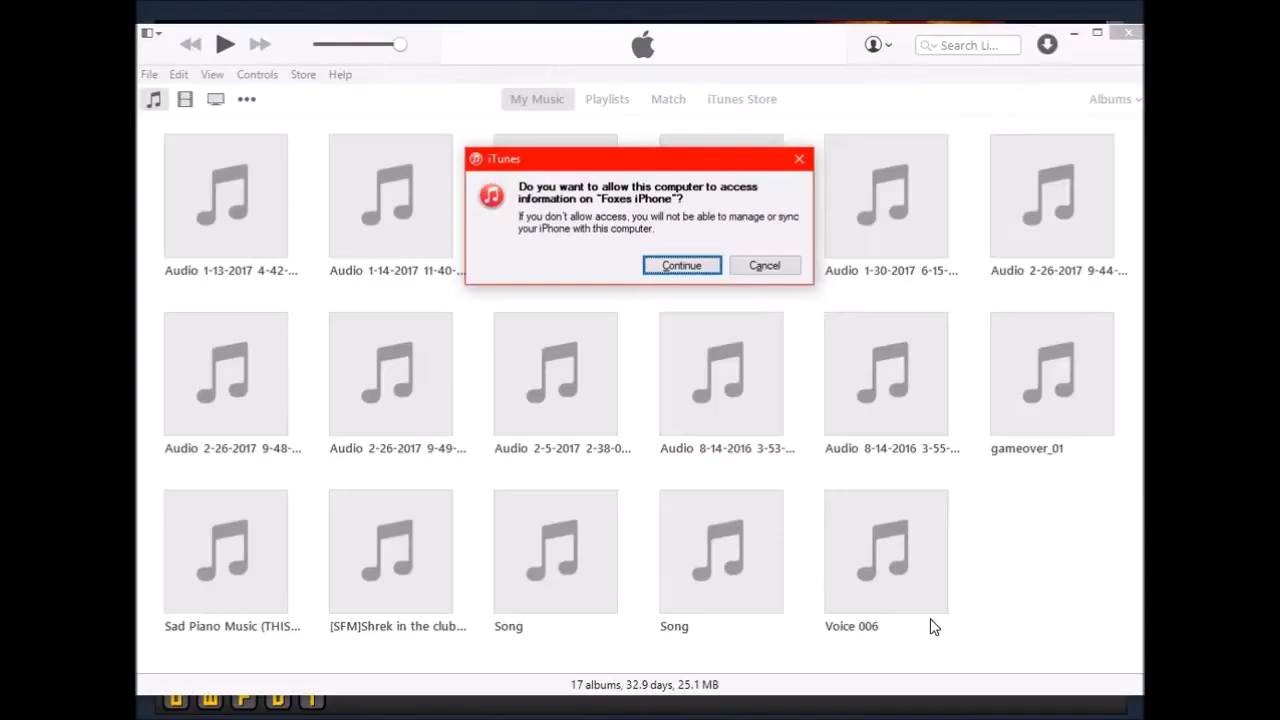 Search Li...
File Edit View Controls Store Help
My Music Playlists Match iTunes Store Albums
iTunes
Do you want to allow this computer to access
information on "Foxes iPhone"?
If you don't allow access, you will not be able to manage or sync
your iPhone with this computer.
Continue Cancel
Audio 1-13-2017 4-42-... Audio 1-14-2017 11-40-... Audio 1-30-2017 6-15-... Audio 2-26-2017 9-44-...
Audio 2-26-2017 9-48-... Audio 2-26-2017 9-49-... Audio 2-5-2017 2-38-0... Audio 8-14-2016 3-53-... Audio 8-14-2016 3-55-... gameover_01
Sad Piano Music (THIS... [SFM]Shrek in the club... Song Song Voice 006
17 albums, 32.9 days, 25.1 MB